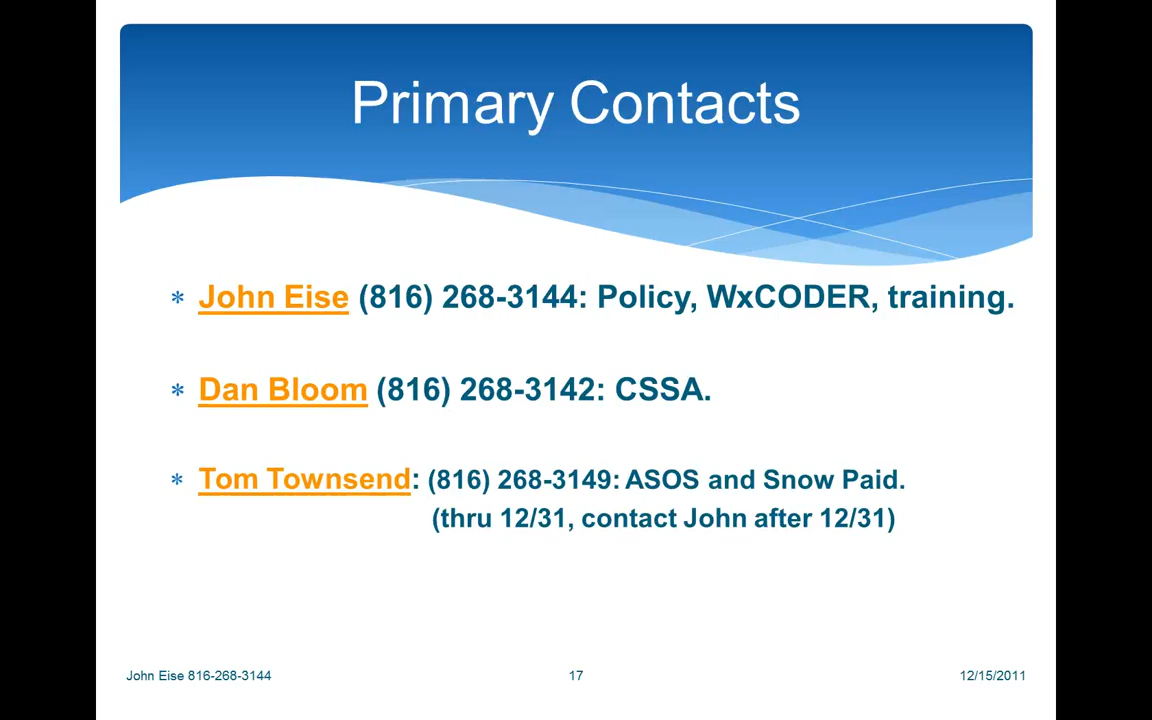 Primary Contacts
* John Eise (816) 268-3144: Policy, WxCODER, training.
* Dan Bloom (816) 268-3142: CSSA.
* Tom Townsend: (816) 268-3149: ASOS and Snow Paid.
(thru 12/31, contact John after 12/31)
John Eise 816-268-3144
17
12/15/2011